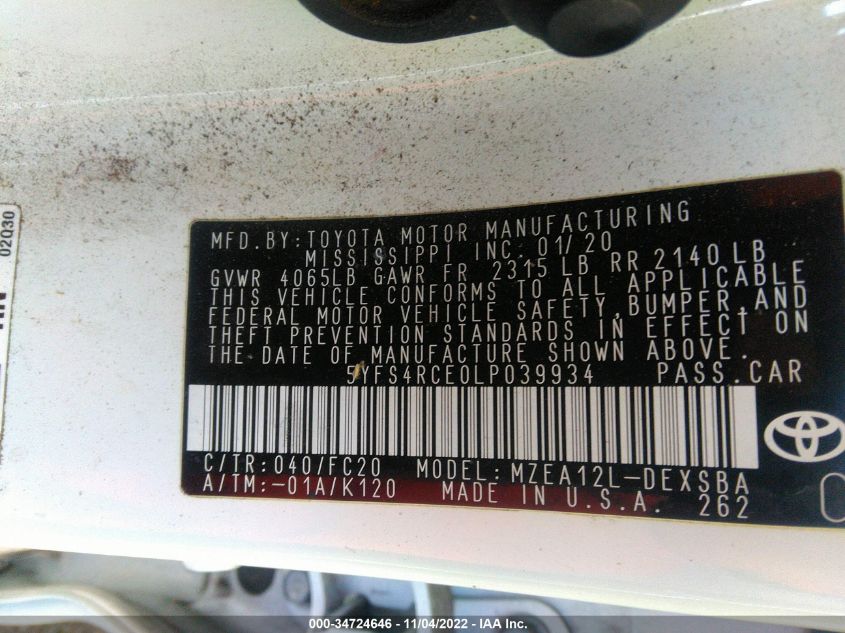 MFD. BY: TOYOTA MOTOR MANUFACTURING
MISSISSIPPI INC. 01/20
GVWR 4065LB GAWR FR 2315 LB RR 2140 LB
THIS VEHICLE CONFORMS TO ALL APPLICABLE
FEDERAL MOTOR VEHICLE SAFETY, BUMPER, AND
THEFT PREVENTION STANDARDS IN EFFECT ON
THE DATE OF MANUFACTURE SHOWN ABOVE.
5YFS4RCE0LP039934 PASS. CAR
C/TR: 040/FC20 MODEL: MZEA12L-DEXSBA
A/TM: -01A/K120 MADE IN U.S.A. 262
02030
000-34724646 - 11/04/2022 - © IAA Inc.